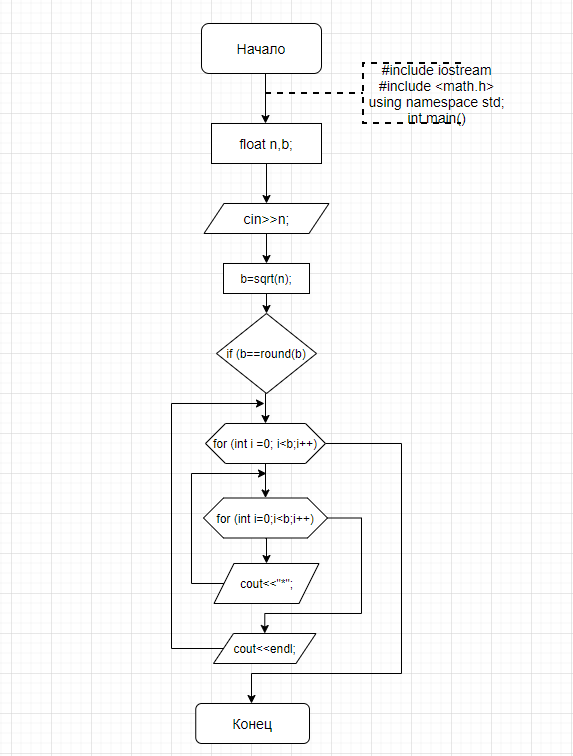 Начало
#include iostream
#include <math.h>
using namespace std;
int main()
float n,b;
cin>>n;
b=sqrt(n);
if (b==round(b)
for (int i =0; i<b;i++)
for (int i=0;i<b;i++)
cout<<"*";
cout<<endl;
Конец